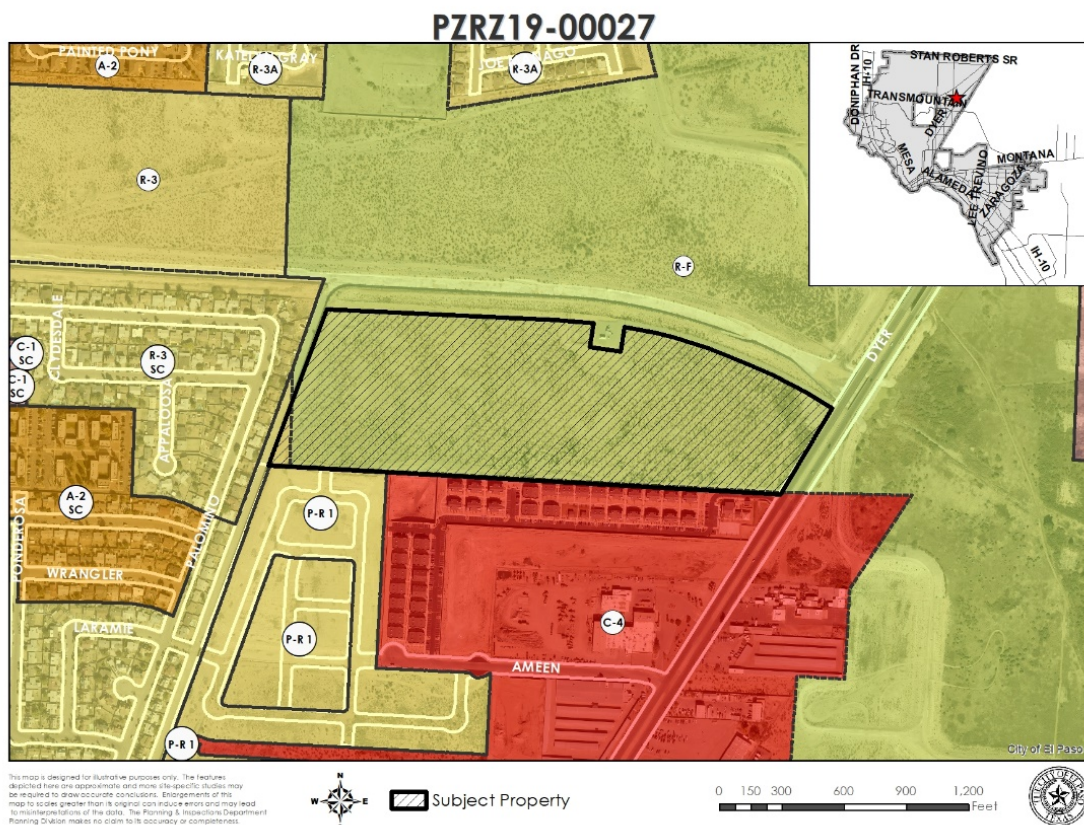 PZRZ19-00027
PAINTED PONY
A-2
R-3A
JOE
R-3A
R-3
R-F
STAN ROBERTS SR
DONIPHAN DR
IH-10
TRANSMOUNTAIN
DYER
MESA
MONTANA
ALAMEDA
LEE TREVINO
ZARAGOZA
IH-10
CLYDESDALE
C-1
SC
C-1
SC
R-3
SC
APPALOOSA
DYER
A-2
SC
PONDEROSA
PALOMINO
WRANGLER
LARAMIE
P-R 1
P-R 1
P-R 1
C-4
AMEEN
City of El Paso
This map is designed for illustrative purposes only. The features
depicted here are approximate and more site-specific studies may
be required to draw accurate conclusions. Enlargements of this
map to scales greater than its original can induce errors and may lead
to misinterpretations of the data. The Planning & Inspections Department
Planning Division makes no claim to its accuracy or completeness.
N
W E
S
Subject Property
0 150 300 600 900 1,200
Feet